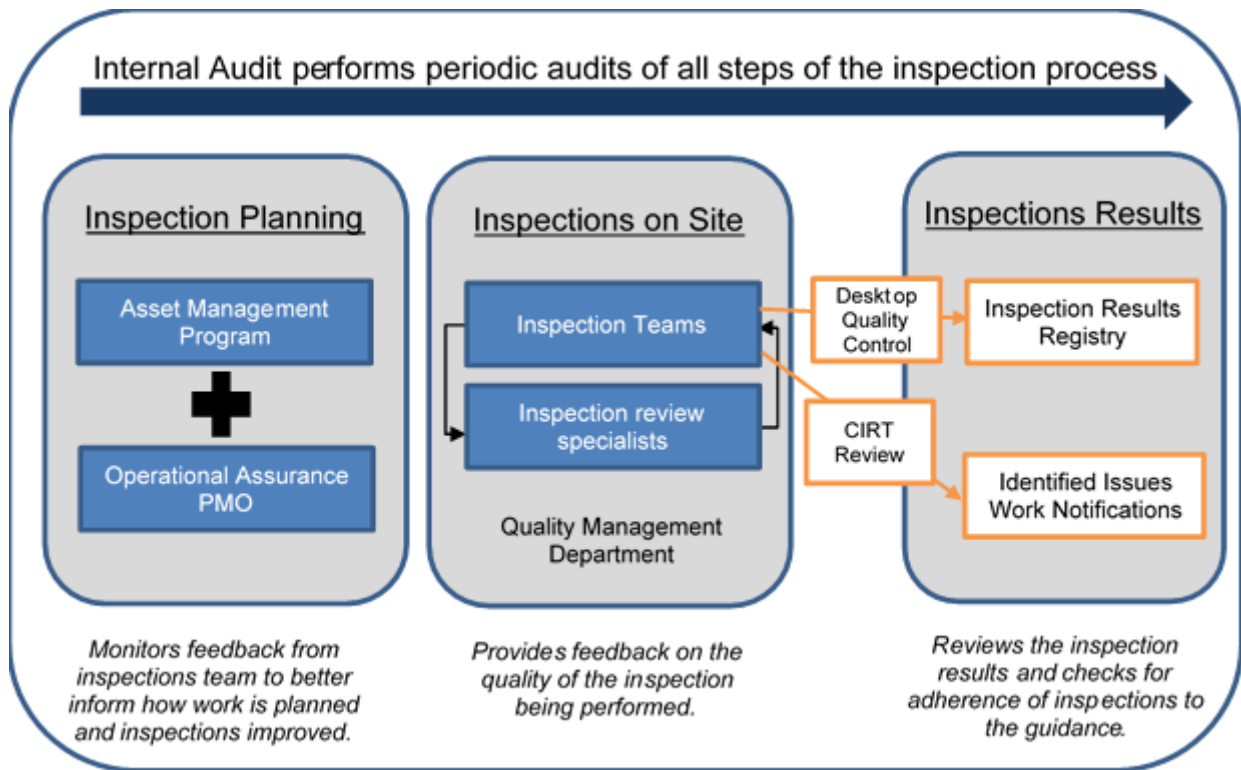 Internal Audit performs periodic audits of all steps of the inspection process
Inspection Planning
Asset Management
Program
Operational Assurance
PMO
Inspections on Site
Inspection Teams
Inspection review
specialists
Quality Management
Department
Desktop
Quality
Control
CIRT
Review
Inspections Results
Inspection Results
Registry
Identified Issues
Work Notifications
Monitors feedback from
inspections team to better
inform how work is planned
and inspections improved.
Provides feedback on the
quality of the inspection
being performed.
Reviews the inspection
results and checks for
adherence of inspections to
the guidance.